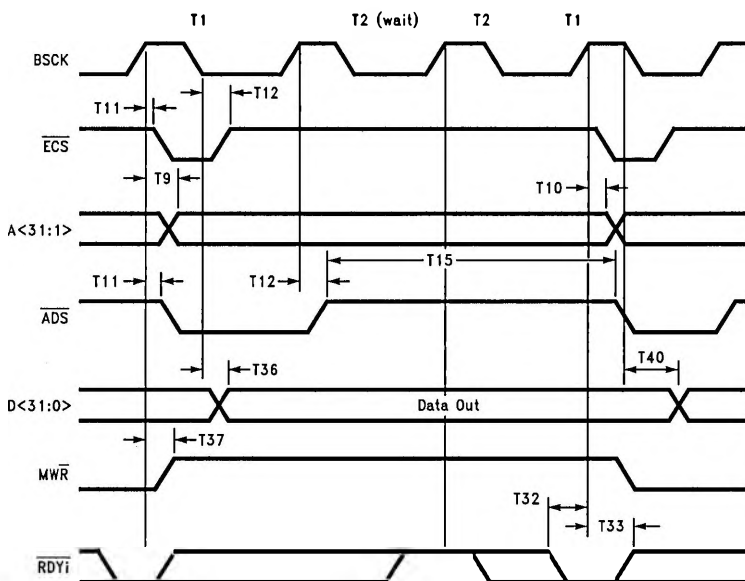 T1 T2 (wait) T2 T1
BSCK
T11 T12
ECS
T9 T10
A<31:1>
T15
T11 T12
ADS
T40
T36
D<31:0> Data Out
T37
MWR
T32 T33
RDYi